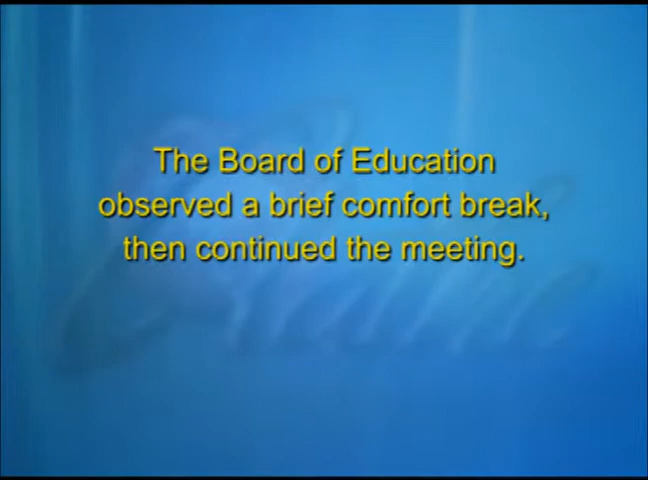 The Board of Education
observed a brief comfort break,
then continued the meeting.